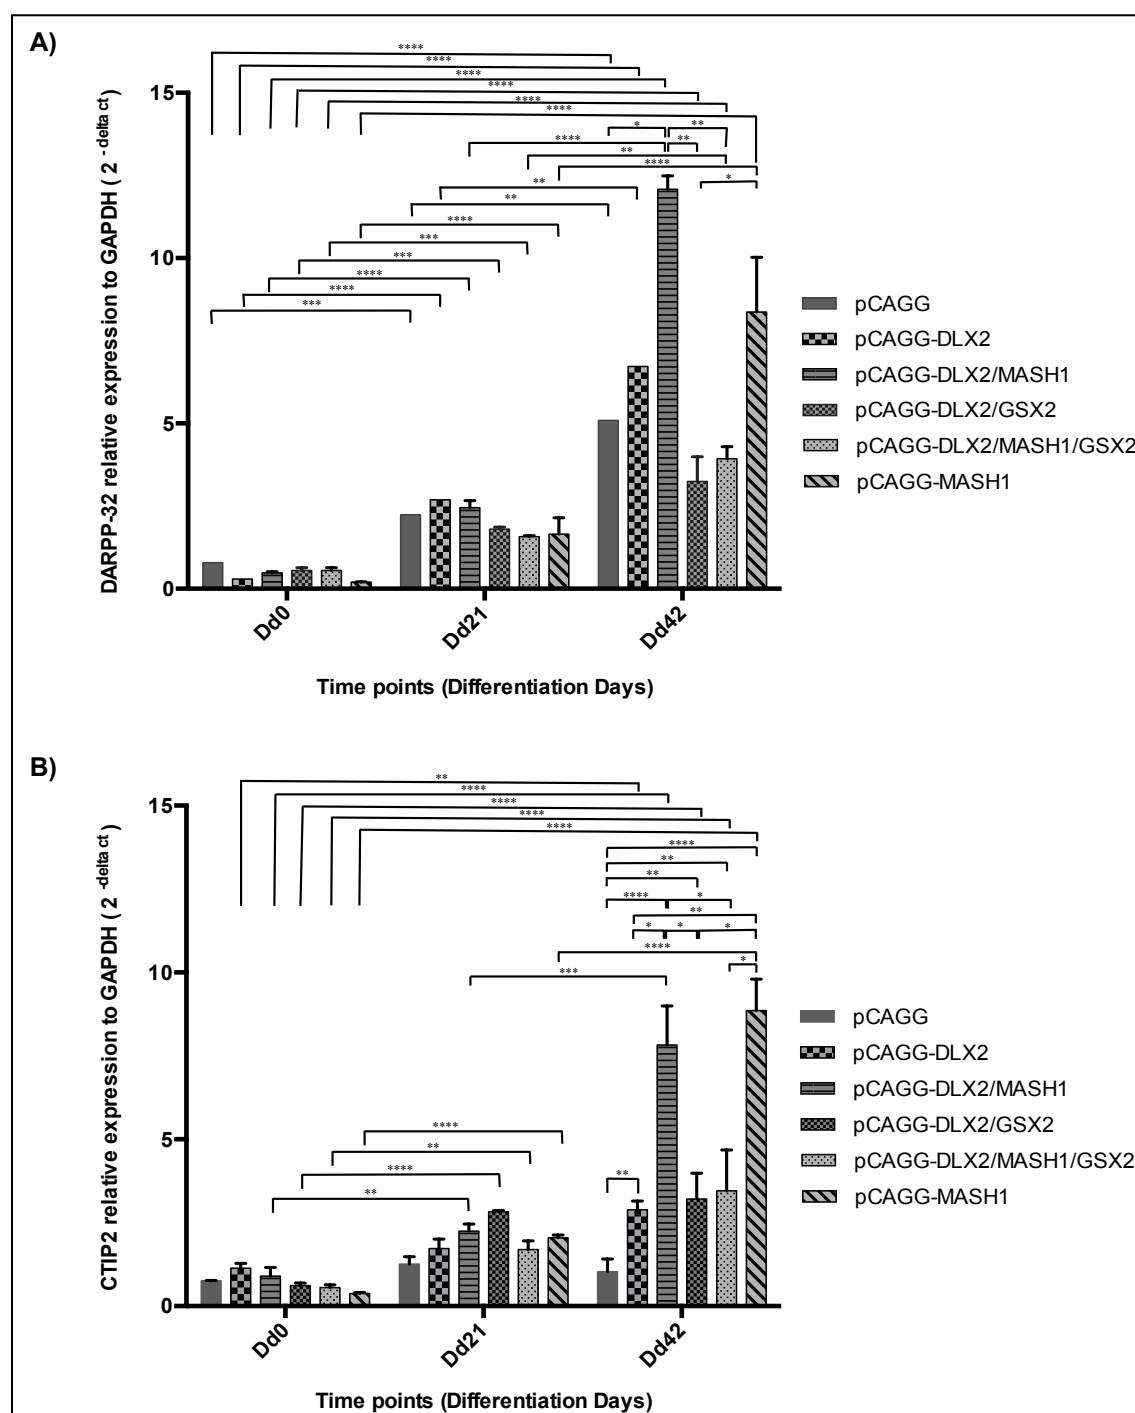 A)
****
****
****
****
****
****
*
**
****
**
**
****
*
**
**
****
***
***
****
****
***
DARPP-32 relative expression to GAPDH ( 2 -delta ct)
15
10
5
0
Dd0
Dd21
Dd42
Time points (Differentiation Days)
pCAGG
pCAGG-DLX2
pCAGG-DLX2/MASH1
pCAGG-DLX2/GSX2
pCAGG-DLX2/MASH1/GSX2
pCAGG-MASH1
B)
**
****
****
****
****
****
**
**
****
*
**
*
*
*
****
*
***
****
**
****
**
**
CTIP2 relative expression to GAPDH ( 2 -delta ct)
15
10
5
0
Dd0
Dd21
Dd42
Time points (Differentiation Days)
pCAGG
pCAGG-DLX2
pCAGG-DLX2/MASH1
pCAGG-DLX2/GSX2
pCAGG-DLX2/MASH1/GSX2
pCAGG-MASH1